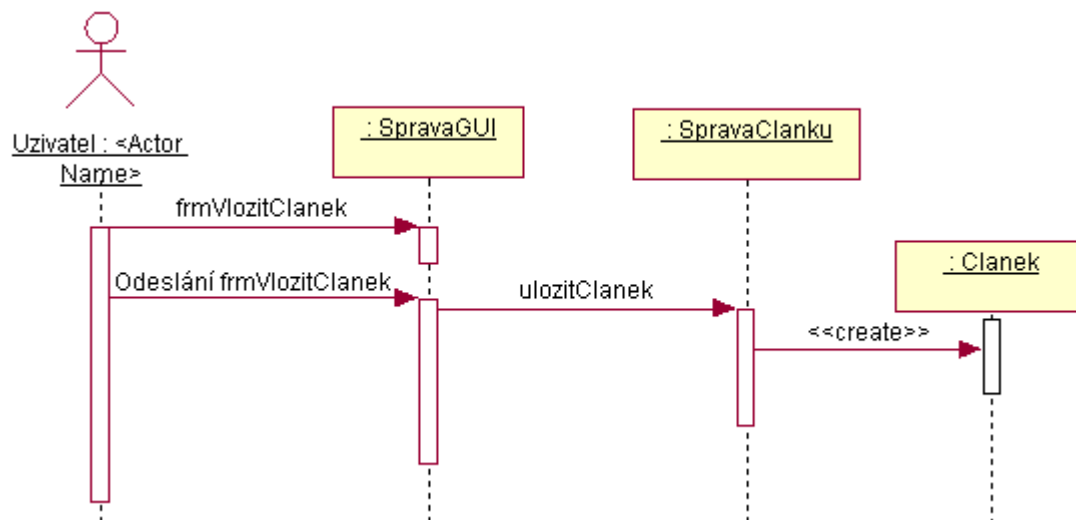 Uzivatel : <Actor
Name>
: SpravaGUI
: SpravaClanku
frmVlozitClanek
: Clanek
Odeslání frmVlozitClanek
ulozitClanek
<<create>>